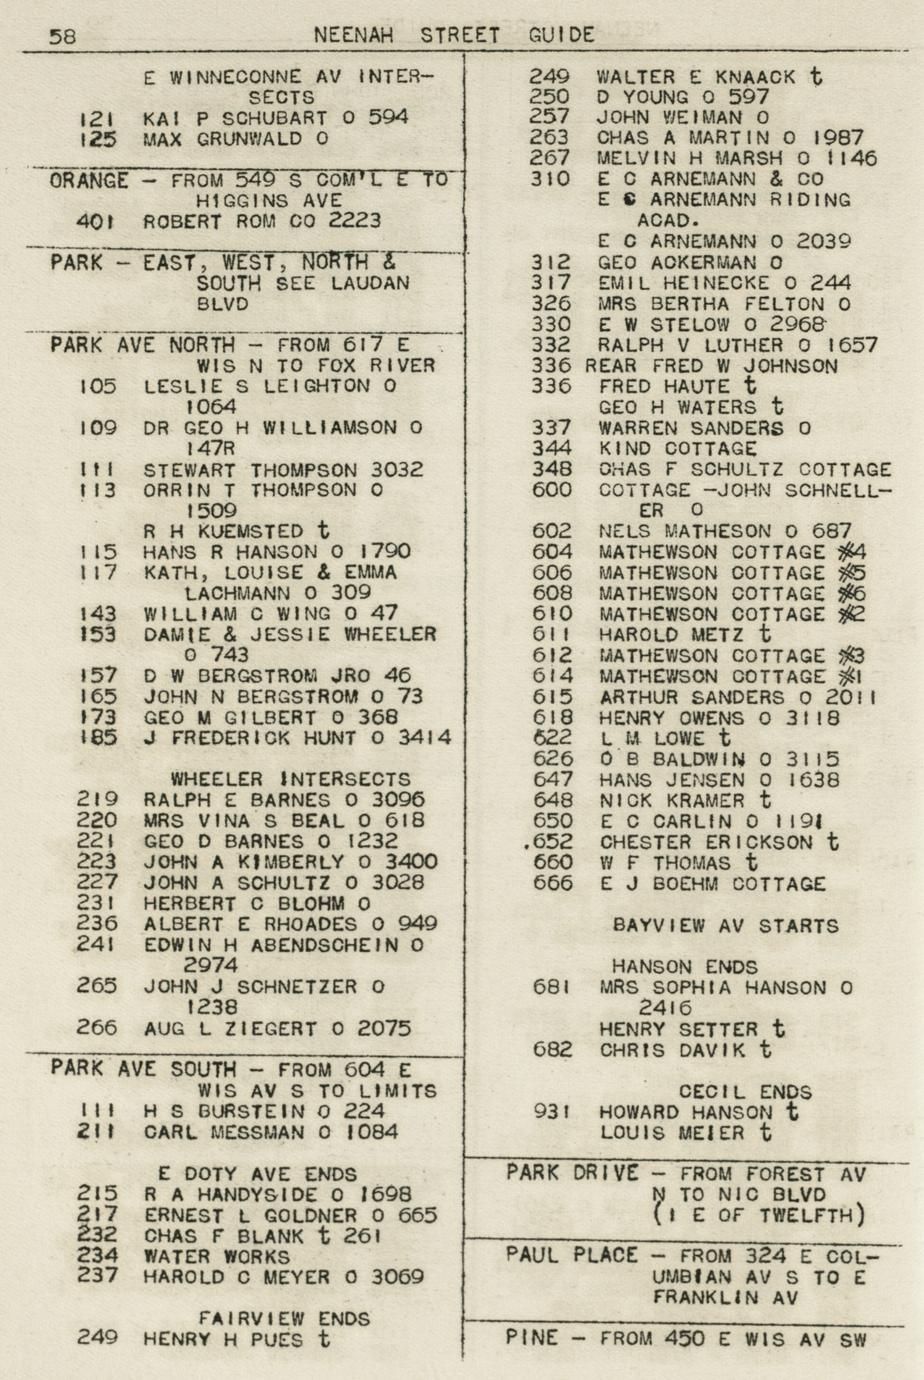 58 NEENAH STREET GUIDE
E WINNECONNE AV INTER-
SECTS
121 KAI P SCHUBART O 594
125 MAX GRUNWALD O
ORANGE - FROM 549 S COM'L E TO
HIGGINS AVE
401 ROBERT ROM CO 2223
PARK - EAST, WEST, NORTH &
SOUTH SEE LAUDAN
BLVD
PARK AVE NORTH - FROM 617 E
WIS N TO FOX RIVER
105 LESLIE S LEIGHTON O
1064
109 DR GEO H WILLIAMSON O
147R
111 STEWART THOMPSON 3032
113 ORRIN T THOMPSON O
1509
R H KUEMSTED t
115 HANS R HANSON O 1790
117 KATH, LOUISE & EMMA
LACHMANN O 309
143 WILLIAM C WING O 47
153 DAMIE & JESSIE WHEELER
O 743
157 D W BERGSTROM JRO 46
165 JOHN N BERGSTROM O 73
173 GEO M GILBERT O 368
185 J FREDERICK HUNT O 3414
WHEELER INTERSECTS
219 RALPH E BARNES O 3096
220 MRS VINA S BEAL O 618
221 GEO D BARNES O 1232
223 JOHN A KIMBERLY O 3400
227 JOHN A SCHULTZ O 3028
231 HERBERT C BLOHM O
236 ALBERT E RHOADES O 949
241 EDWIN H ABENDSCHEIN O
2974
265 JOHN J SCHNETZER O
1238
266 AUG L ZIEGERT O 2075
PARK AVE SOUTH - FROM 604 E
WIS AV S TO LIMITS
111 H S BURSTEIN O 224
211 CARL MESSMAN O 1084
E DOTY AVE ENDS
215 R A HANDYSIDE O 1698
217 ERNEST L GOLDNER O 665
232 CHAS F BLANK t 261
234 WATER WORKS
237 HAROLD C MEYER O 3069
FAIRVIEW ENDS
249 HENRY H PUES t
249 WALTER E KNAACK t
250 D YOUNG O 597
257 JOHN WEIMAN O
263 CHAS A MARTIN O 1987
267 MELVIN H MARSH O 1146
310 E C ARNEMANN & CO
E C ARNEMANN RIDING
ACAD.
E C ARNEMANN O 2039
312 GEO ACKERMAN O
317 EMIL HEINECKE O 244
326 MRS BERTHA FELTON O
330 E W STELOW O 2968
332 RALPH V LUTHER O 1657
336 REAR FRED W JOHNSON
336 FRED HAUTE t
GEO H WATERS t
337 WARREN SANDERS O
344 KIND COTTAGE
348 CHAS F SCHULTZ COTTAGE
600 COTTAGE -JOHN SCHNELL-
ER O
602 NELS MATHESON O 687
604 MATHEWSON COTTAGE #4
606 MATHEWSON COTTAGE #5
608 MATHEWSON COTTAGE #6
610 MATHEWSON COTTAGE #2
611 HAROLD METZ t
612 MATHEWSON COTTAGE #3
614 MATHEWSON COTTAGE #1
615 ARTHUR SANDERS O 2011
618 HENRY OWENS O 3118
622 L M LOWE t
626 O B BALDWIN O 3115
647 HANS JENSEN O 1638
648 NICK KRAMER t
650 E C CARLIN O 1191
.652 CHESTER ERICKSON t
660 W F THOMAS t
666 E J BOEHM COTTAGE
BAYVIEW AV STARTS
HANSON ENDS
681 MRS SOPHIA HANSON O
2416
HENRY SETTER t
682 CHRIS DAVIK t
CECIL ENDS
931 HOWARD HANSON t
LOUIS MEIER t
PARK DRIVE - FROM FOREST AV
N TO NIC BLVD
(1 E OF TWELFTH)
PAUL PLACE - FROM 324 E COL-
UMBIAN AV S TO E
FRANKLIN AV
PINE - FROM 450 E WIS AV SW